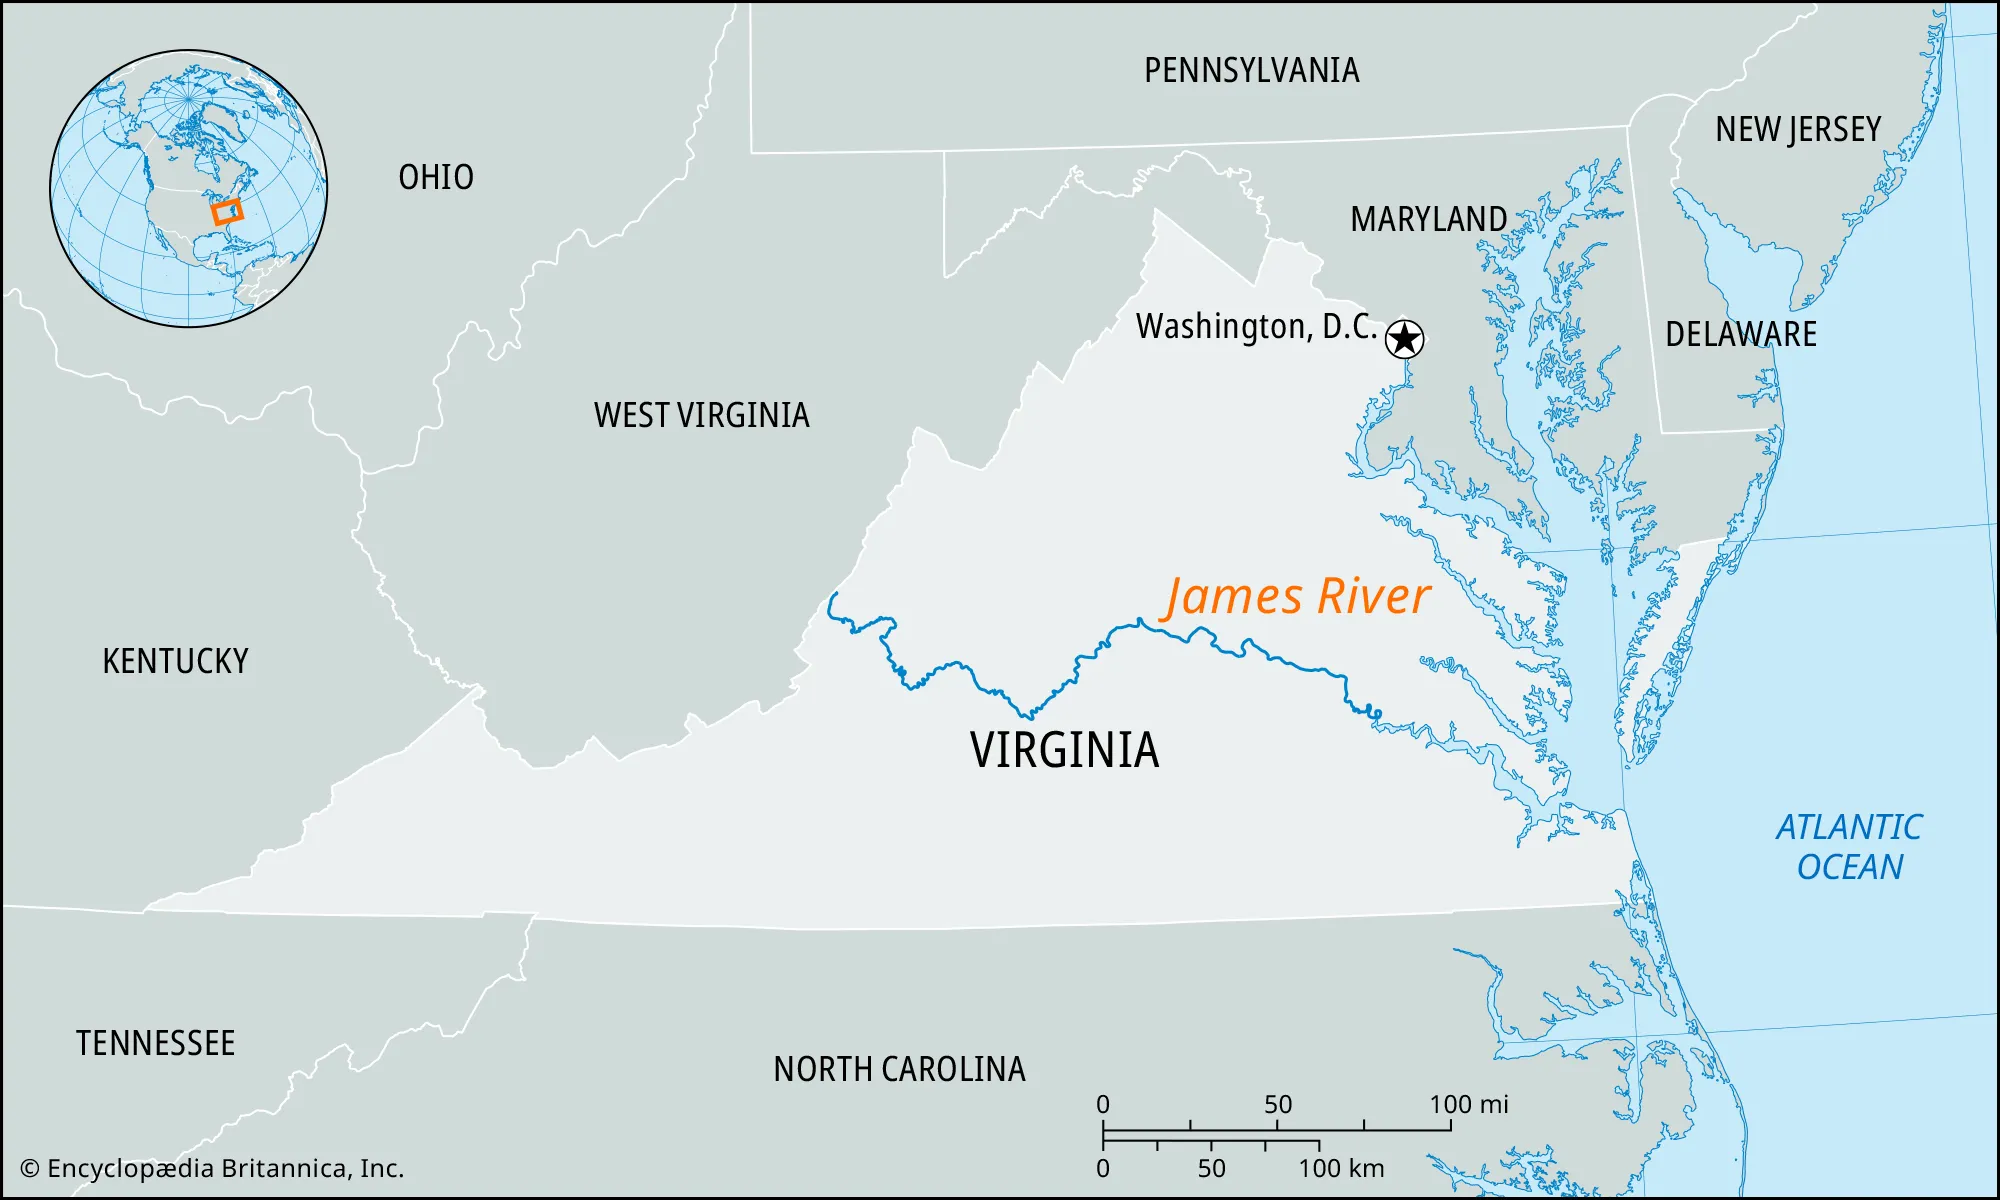 PENNSYLVANIA
NEW JERSEY
OHIO
MARYLAND
Washington, D.C.
DELAWARE
WEST VIRGINIA
James River
KENTUCKY
VIRGINIA
ATLANTIC
OCEAN
TENNESSEE
NORTH CAROLINA
0 50 100 mi
0 50 100 km
© Encyclopædia Britannica, Inc.